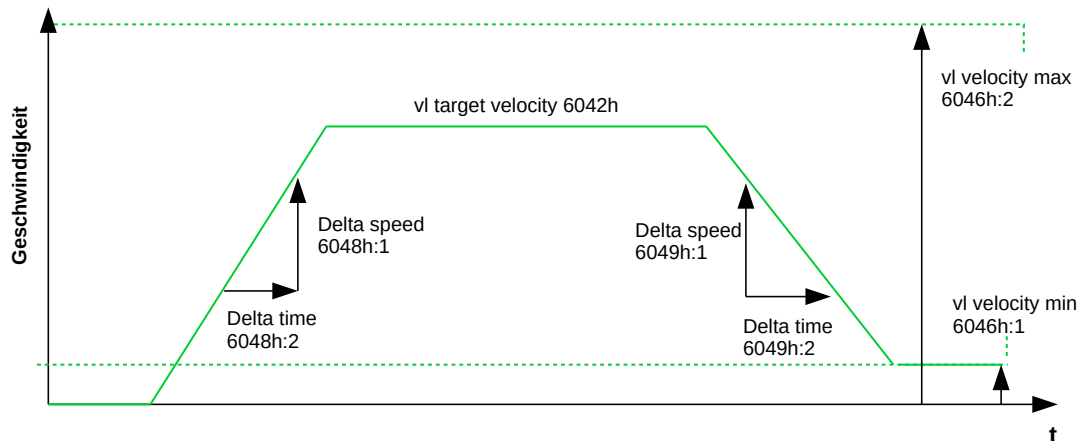 Geschwindigkeit
vl target velocity 6042h
vl velocity max
6046h:2
Delta speed
6048h:1
Delta time
6048h:2
Delta speed
6049h:1
Delta time
6049h:2
vl velocity min
6046h:1
t